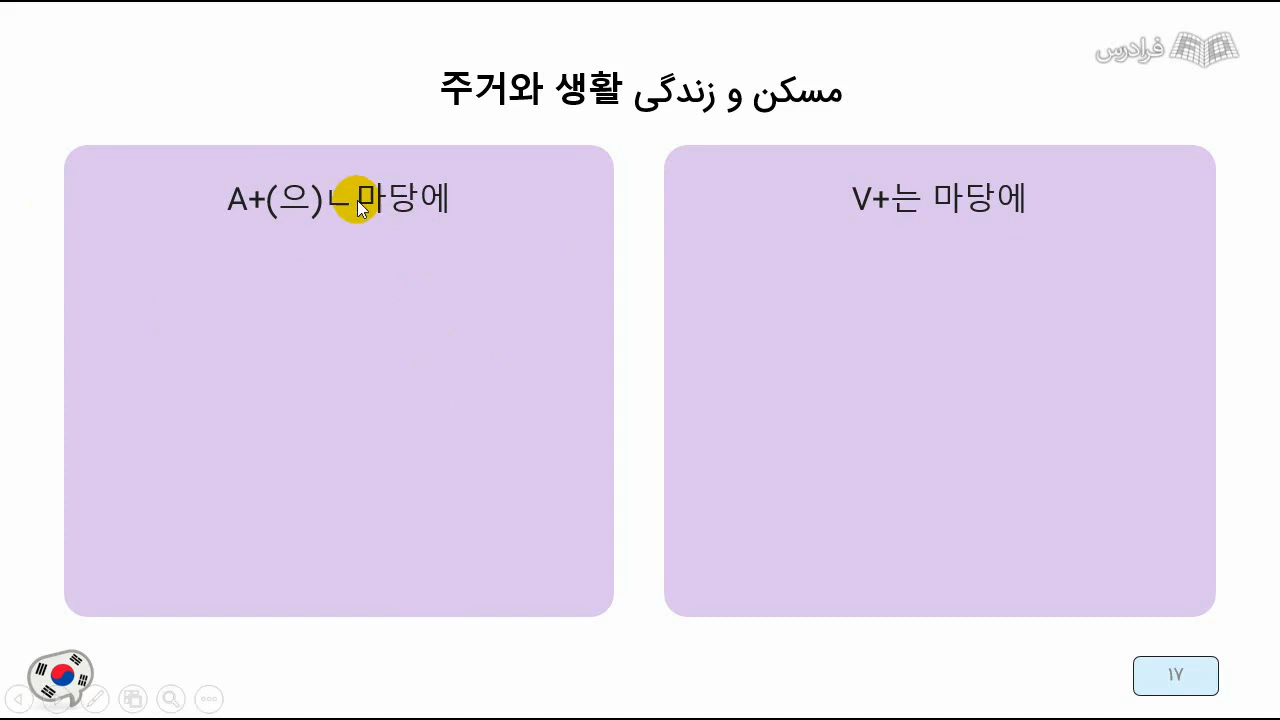 فرادرس
مسکن و زندگی 주거와 생활
A+(으)ㄴ 마당에
V+는 마당에
۱۷